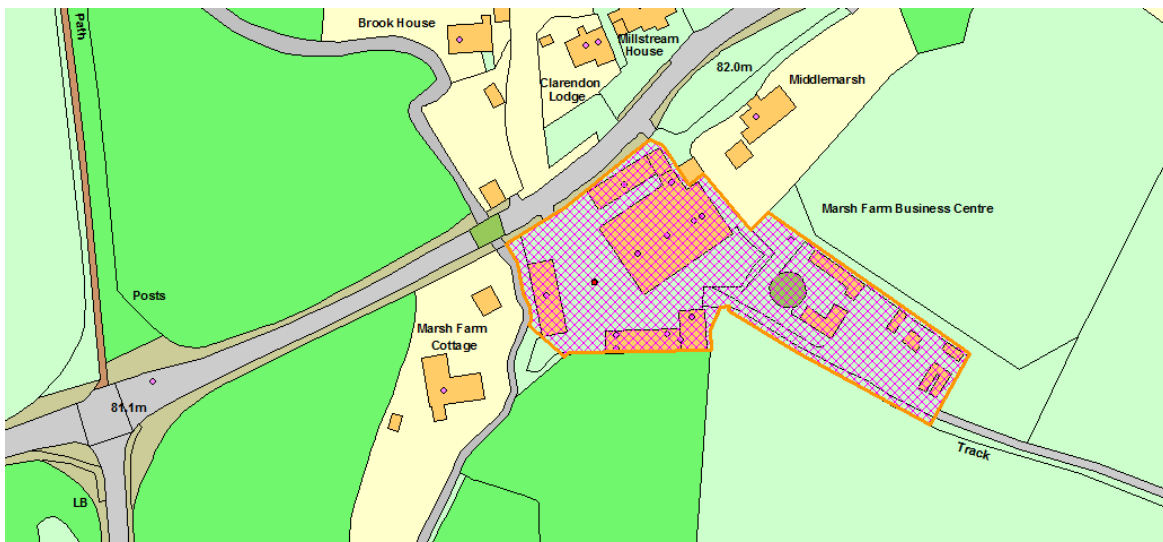 Path
Brook House
Millstream
House
82.0m
Clarendon
Lodge
Middlemarsh
Marsh Farm Business Centre
Posts
Marsh Farm
Cottage
81.1m
Track
LB